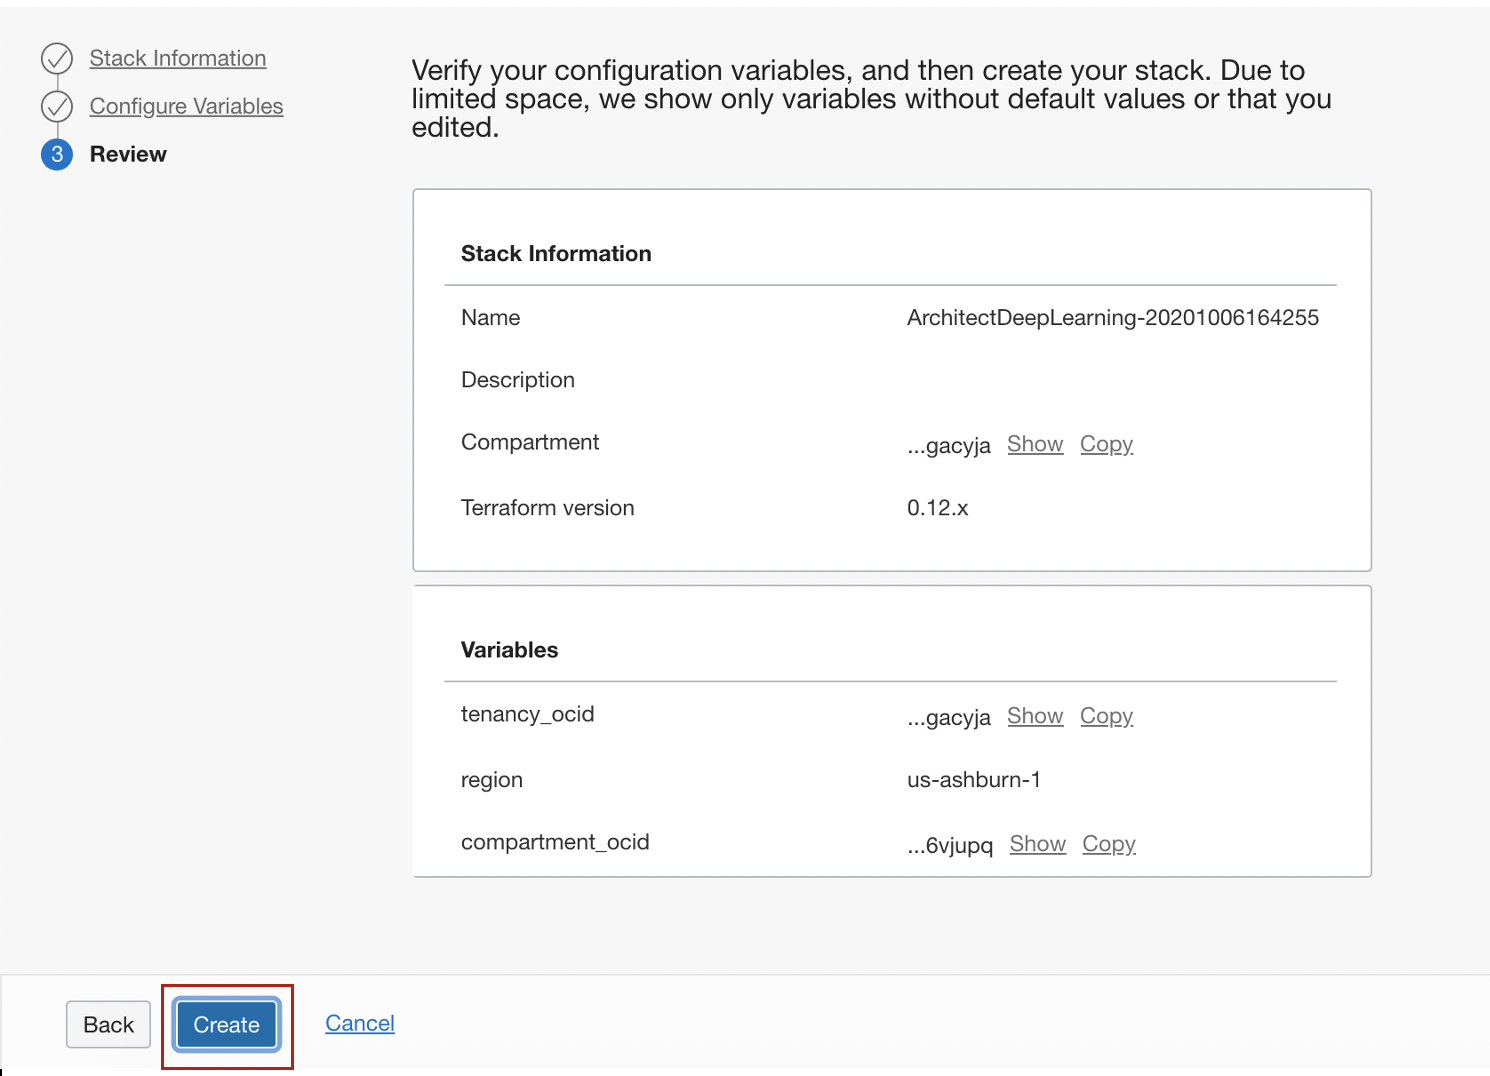 Stack Information
Configure Variables
3 Review
Verify your configuration variables, and then create your stack. Due to
limited space, we show only variables without default values or that you
edited.
Stack Information
Name ArchitectDeepLearning-20201006164255
Description
Compartment ...gacyja Show Copy
Terraform version 0.12.x
Variables
tenancy_ocid ...gacyja Show Copy
region us-ashburn-1
compartment_ocid ...6vjupq Show Copy
Back Create Cancel